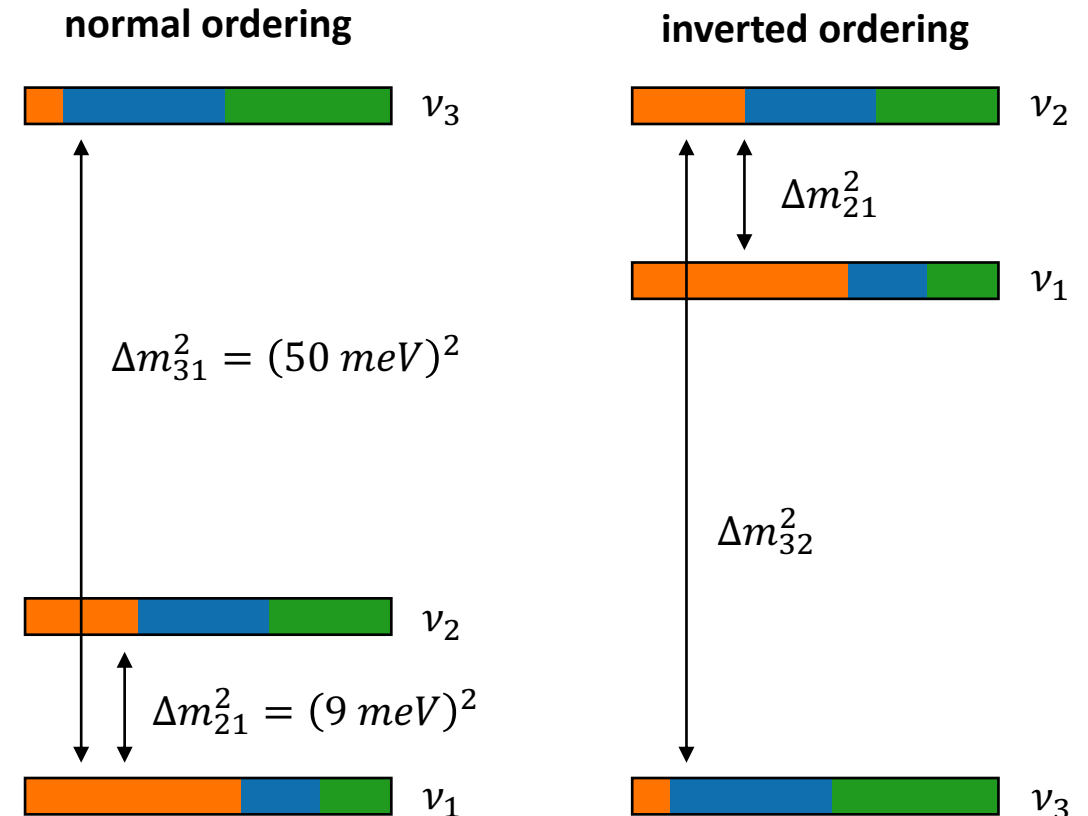 normal ordering
ν₃
Δm²₃₁ = (50 meV)²
ν₂
Δm²₂₁ = (9 meV)²
ν₁
inverted ordering
ν₂
Δm²₂₁
ν₁
Δm²₃₂
ν₃